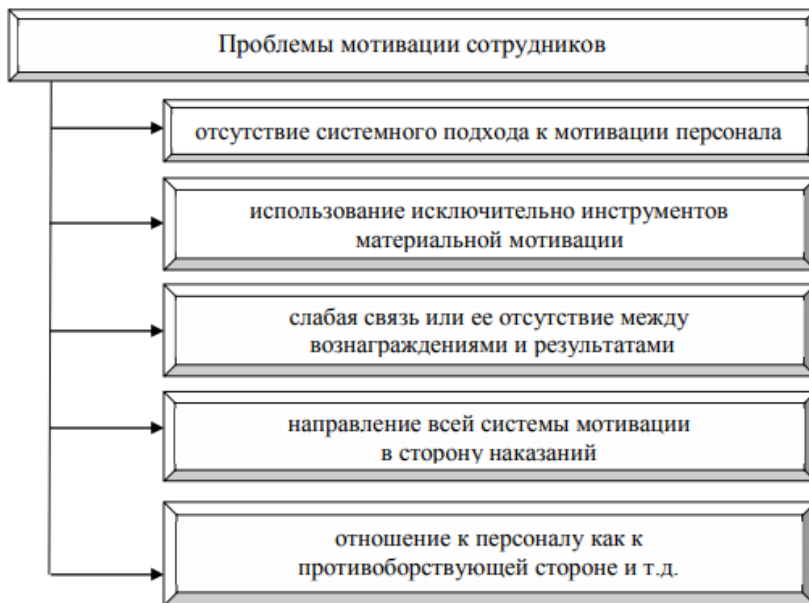 Проблемы мотивации сотрудников
отсутствие системного подхода к мотивации персонала
использование исключительно инструментов
материальной мотивации
слабая связь или ее отсутствие между
вознаграждениями и результатами
направление всей системы мотивации
в сторону наказаний
отношение к персоналу как к
противоборствующей стороне и т.д.